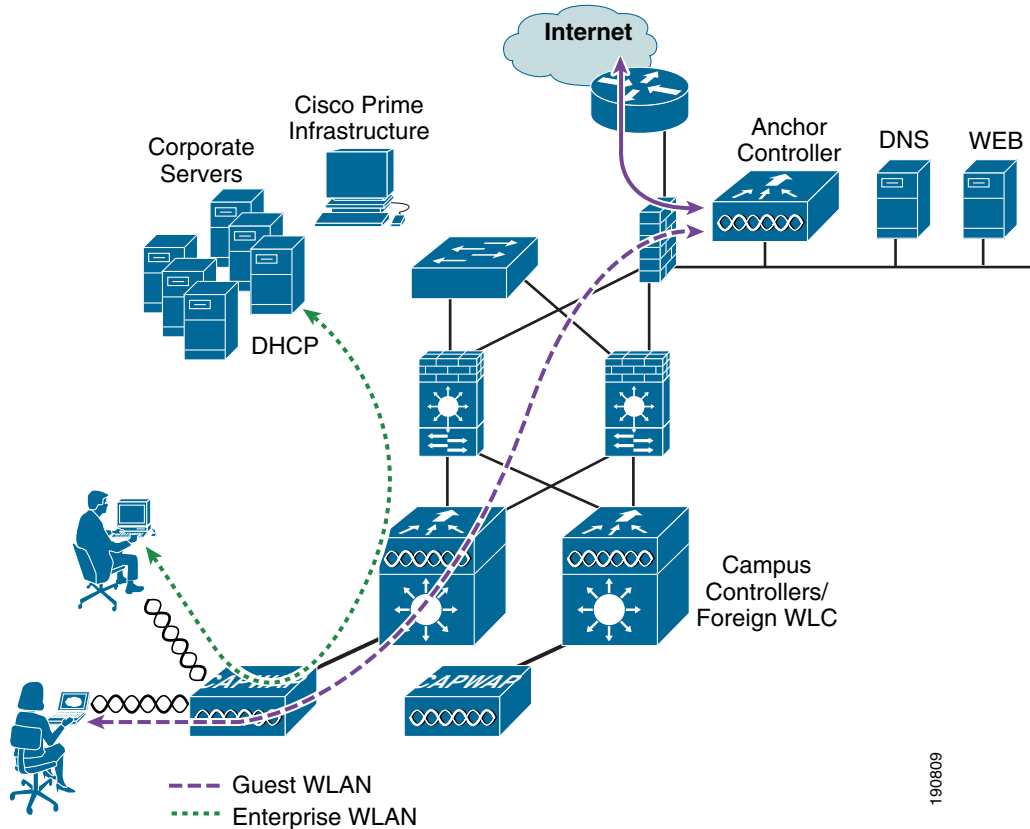 Internet
Cisco Prime
Infrastructure
Corporate
Servers
Anchor
Controller
DNS
WEB
DHCP
Campus
Controllers/
Foreign WLC
CAPWAP
CAPWAP
Guest WLAN
Enterprise WLAN
190809